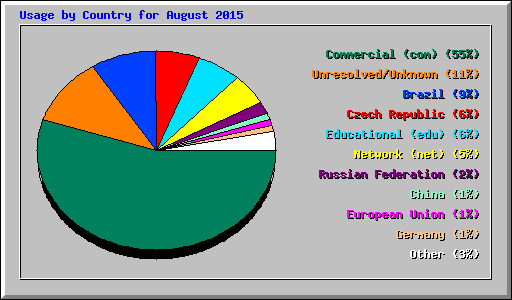 Usage by Country for August 2015
Commercial (com) (55%)
Unresolved/Unknown (11%)
Brazil (9%)
Czech Republic (6%)
Educational (edu) (6%)
Network (net) (5%)
Russian Federation (2%)
China (1%)
European Union (1%)
Germany (1%)
Other (3%)